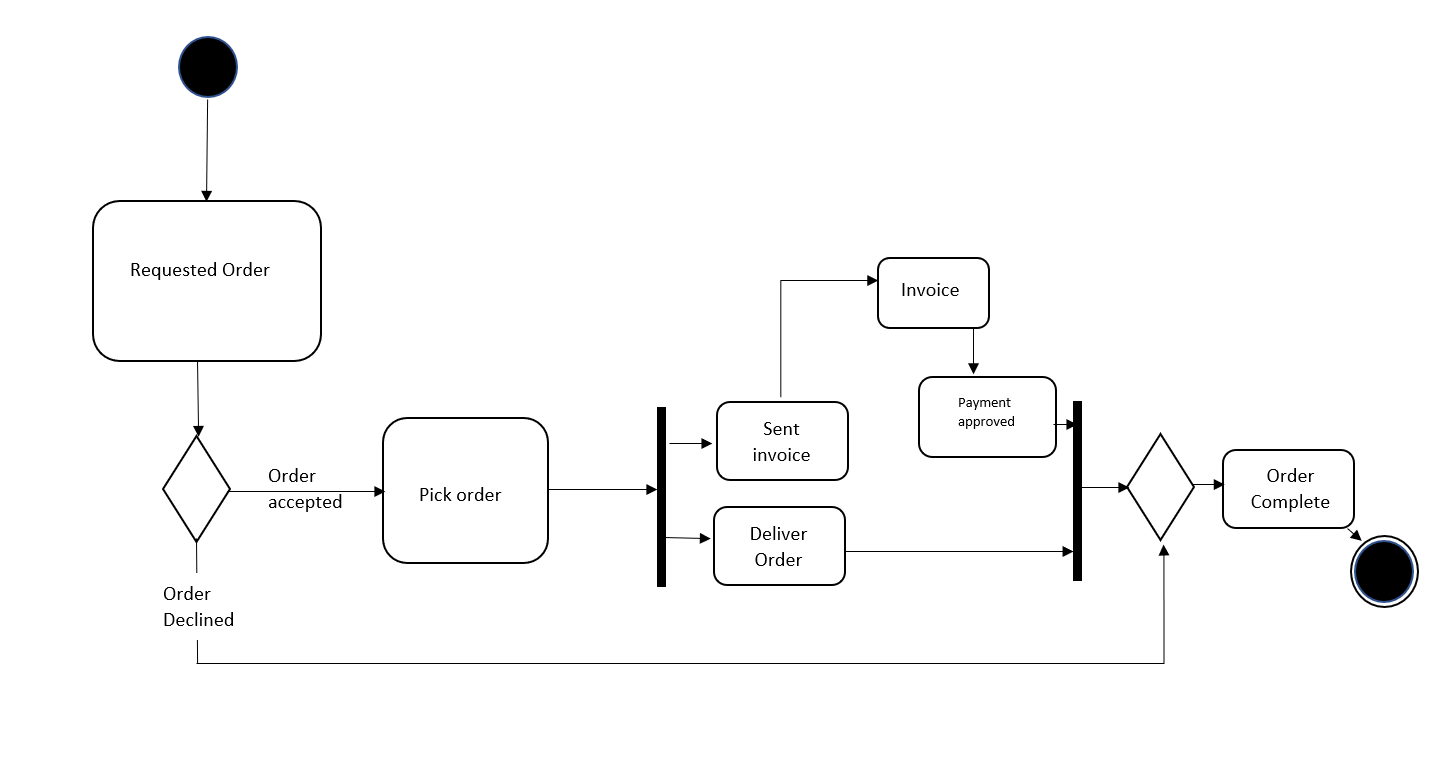 Requested Order
Order
accepted
Pick order
Order
Declined
Sent
invoice
Deliver
Order
Invoice
Payment
approved
Order
Complete